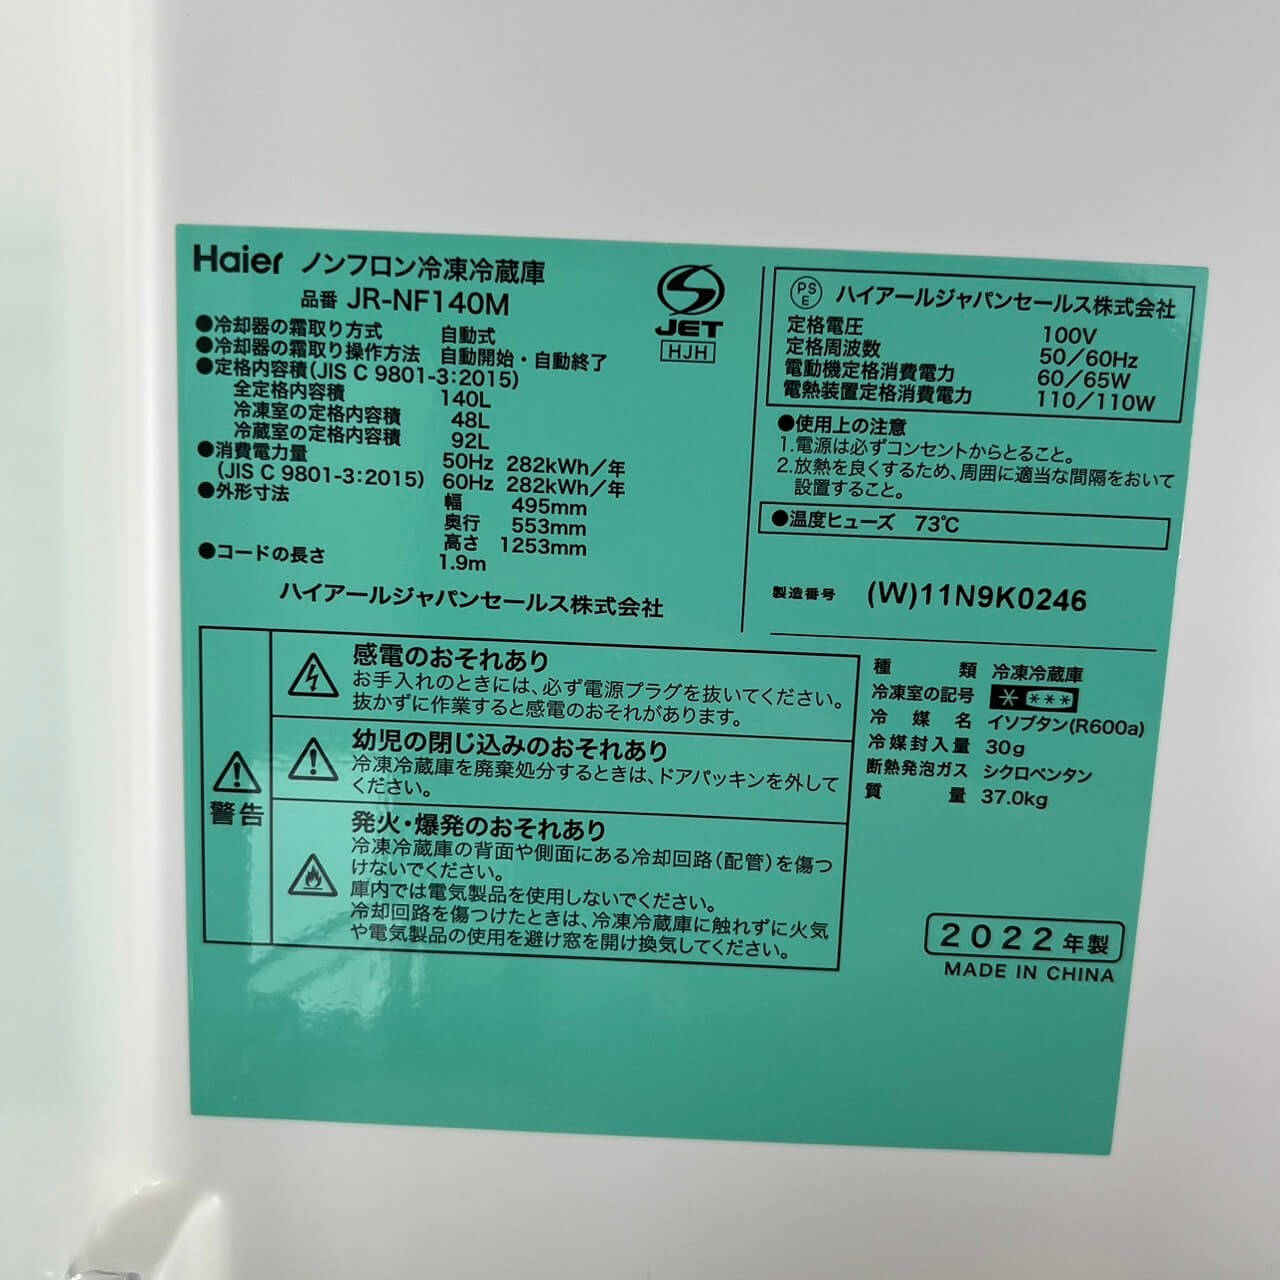 Haier ノンフロン冷凍冷蔵庫
品番 JR-NF140M
●冷却器の霜取り方式 自動式
●冷却器の霜取り操作方法 自動開始・自動終了
●定格内容積(JIS C 9801-3:2015)
全定格内容積 140L
冷凍室の定格内容積 48L
冷蔵室の定格内容積 92L
●消費電力量 50Hz 282kWh/年
(JIS C 9801-3:2015) 60Hz 282kWh/年
●外形寸法 幅 495mm
奥行 553mm
高さ 1253mm
●コードの長さ 1.9m
ハイアールジャパンセールス株式会社
S
JET
HJH
PS
E
ハイアールジャパンセールス株式会社
定格電圧 100V
定格周波数 50/60Hz
電動機定格消費電力 60/65W
電熱装置定格消費電力 110/110W
●使用上の注意
1.電源は必ずコンセントからとること。
2.放熱を良くするため、周囲に適当な間隔をおいて
設置すること。
●温度ヒューズ 73℃
製造番号 (W)11N9K0246
警告
感電のおそれあり
お手入れのときには、必ず電源プラグを抜いてください。
抜かずに作業すると感電のおそれがあります。
幼児の閉じ込みのおそれあり
冷凍冷蔵庫を廃棄処分するときは、ドアパッキンを外して
ください。
発火・爆発のおそれあり
冷凍冷蔵庫の背面や側面にある冷却回路(配管)を傷つ
けないでください。
庫内では電気製品を使用しないでください。
冷却回路を傷つけたときは、冷凍冷蔵庫に触れずに火気
や電気製品の使用を避け窓を開け換気してください。
種類 冷凍冷蔵庫
冷凍室の記号 * ***
冷媒名 イソブタン(R600a)
冷媒封入量 30g
断熱発泡ガス シクロペンタン
質量 37.0kg
2022年製
MADE IN CHINA